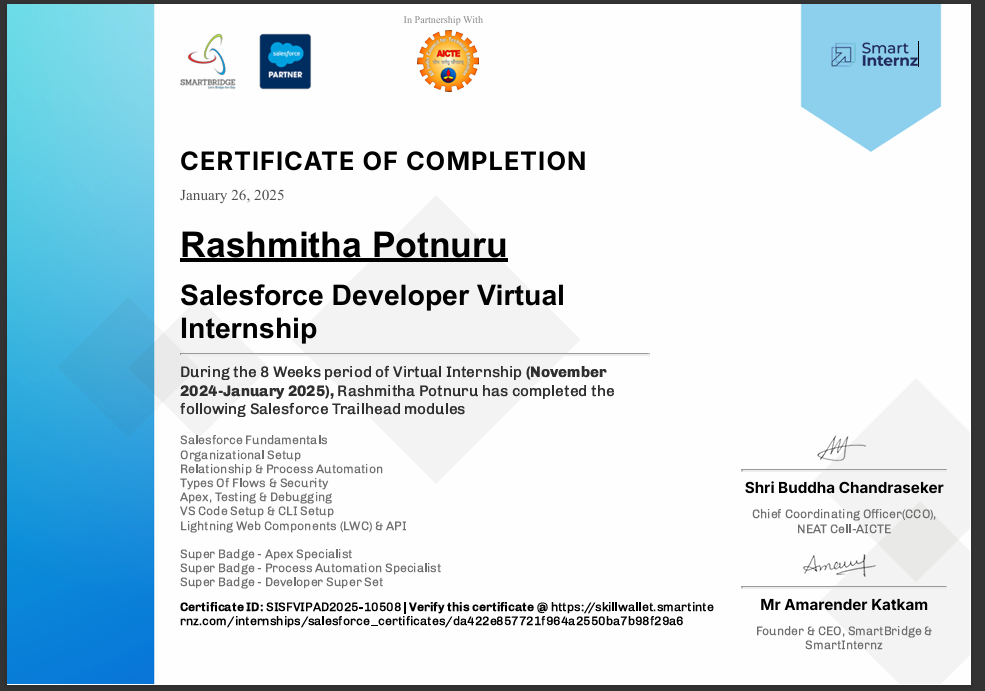 In Partnership With
SMARTBRIDGE
salesforce
PARTNER
AICTE
Smart
Internz
CERTIFICATE OF COMPLETION
January 26, 2025
Rashmitha Potnuru
Salesforce Developer Virtual
Internship
During the 8 Weeks period of Virtual Internship (November
2024-January 2025), Rashmitha Potnuru has completed the
following Salesforce Trailhead modules
Salesforce Fundamentals
Organizational Setup
Relationship & Process Automation
Types Of Flows & Security
Apex, Testing & Debugging
VS Code Setup & CLI Setup
Lightning Web Components (LWC) & API
Super Badge - Apex Specialist
Super Badge - Process Automation Specialist
Super Badge - Developer Super Set
Certificate ID: SISFVIPAD2025-10508 | Verify this certificate @ https://skillwallet.smartinte
rnz.com/internships/salesforce_certificates/da422e857721f964a2550ba7b98f29a6
Shri Buddha Chandraseker
Chief Coordinating Officer(CCO),
NEAT Cell-AICTE
Mr Amarender Katkam
Founder & CEO, SmartBridge &
SmartInternz